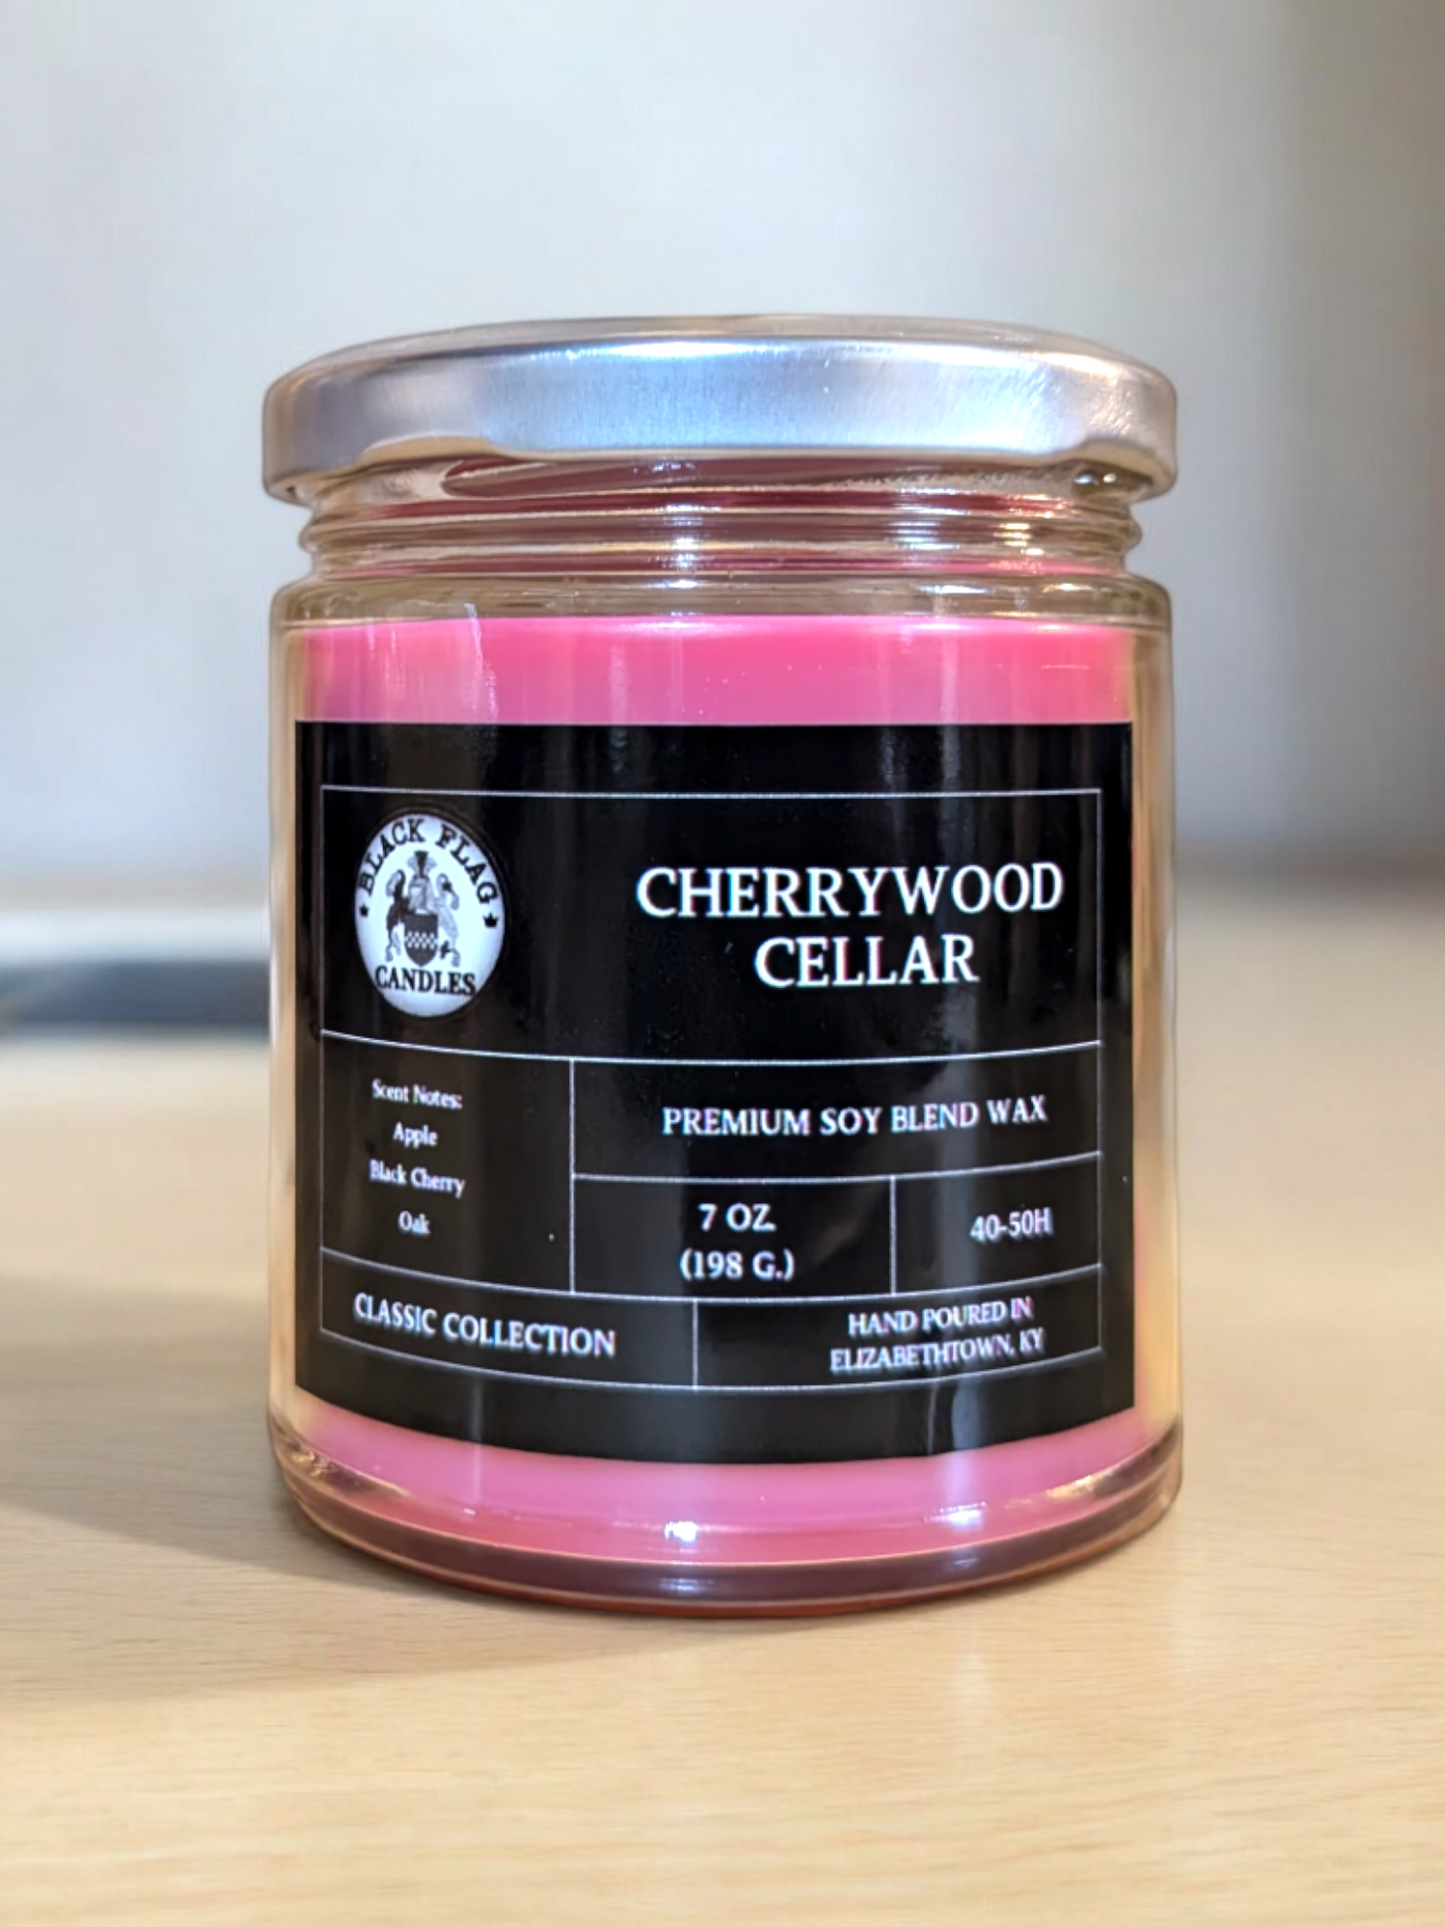 BLACK FLAG
CANDLES
CHERRYWOOD
CELLAR
Scent Notes:
Apple
Black Cherry
Oak
PREMIUM SOY BLEND WAX
7 OZ
(198 G.)
40-50H
CLASSIC COLLECTION
HAND POURED IN
ELIZABETHTOWN, KY